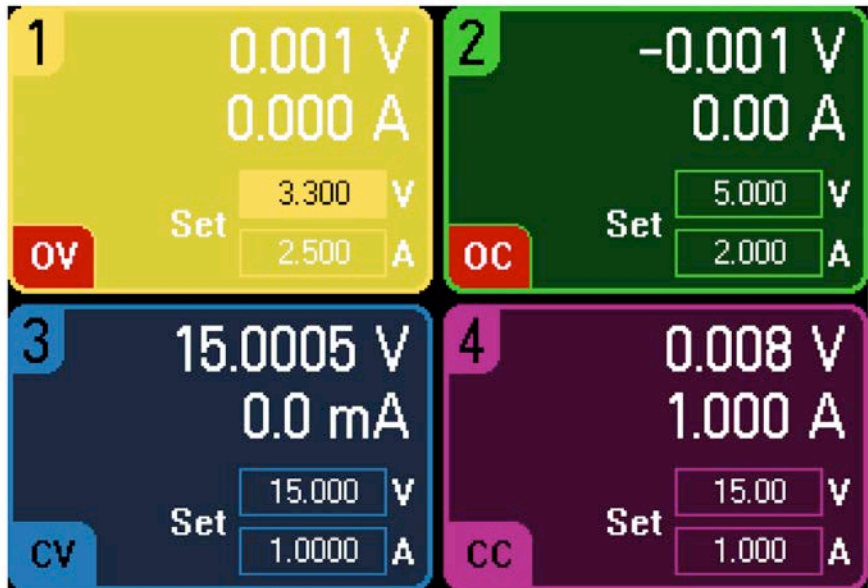 1
0.001 V
0.000 A
Set
3.300 V
2.500 A
OV
2
-0.001 V
0.00 A
Set
5.000 V
2.000 A
OC
3
15.0005 V
0.0 mA
Set
15.000 V
1.0000 A
CV
4
0.008 V
1.000 A
Set
15.00 V
1.000 A
CC